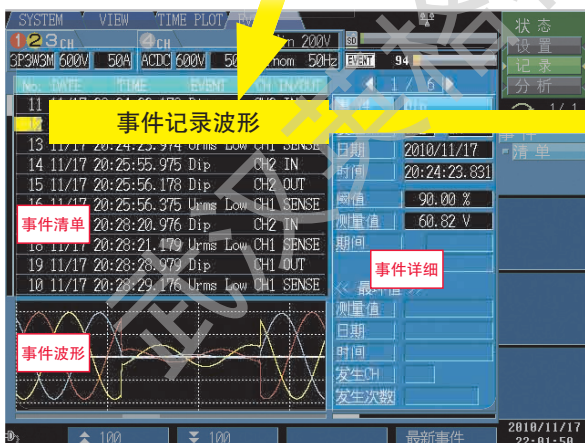 SYSTEM VIEW TIME PLOT
123CH 4CH 200V SD
3P3W3M 600V 50A ACDC 600V 50Hz EVENT 94
No. DATE TIME EVENT CH IN/OUT
1 / 6
11 11/17 Dip
事件记录波形
13 11/17 20:24:25.974 Urms Low CH1 SENSE
14 11/17 20:25:55.975 Dip CH2 IN
15 11/17 20:25:56.178 Dip CH2 OUT
20:25:56.375 Urms Low CH1 SENSE
20:28:20.976 Dip CH2 IN
18 11/17 20:28:21.179 Urms Low CH1 SENSE
19 11/17 20:28:28.979 Dip CH1 OUT
10 11/17 20:28:29.176 Urms Low CH1 SENSE
事件清单
事件波形
日期 2010/11/17
时间 20:24:23.831
阈值 90.00 %
测量值 60.82 V
期间
事件详细
测量值
日期
时间
发生CH
发生次数
状态
设置
记录
分析
1/1
事件
清单
100 100 最新事件
2010/11/17
22:01:50